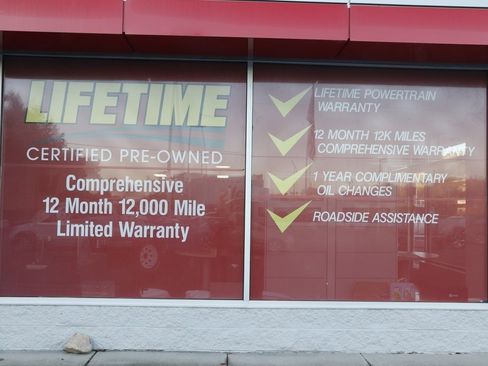 LIFETIME
CERTIFIED PRE-OWNED
Comprehensive
12 Month 12,000 Mile
Limited Warranty
LIFETIME POWERTRAIN
WARRANTY
12 MONTH 12K MILES
COMPREHENSIVE WARRANTY
1 YEAR COMPLIMENTARY
OIL CHANGES
ROADSIDE ASSISTANCE